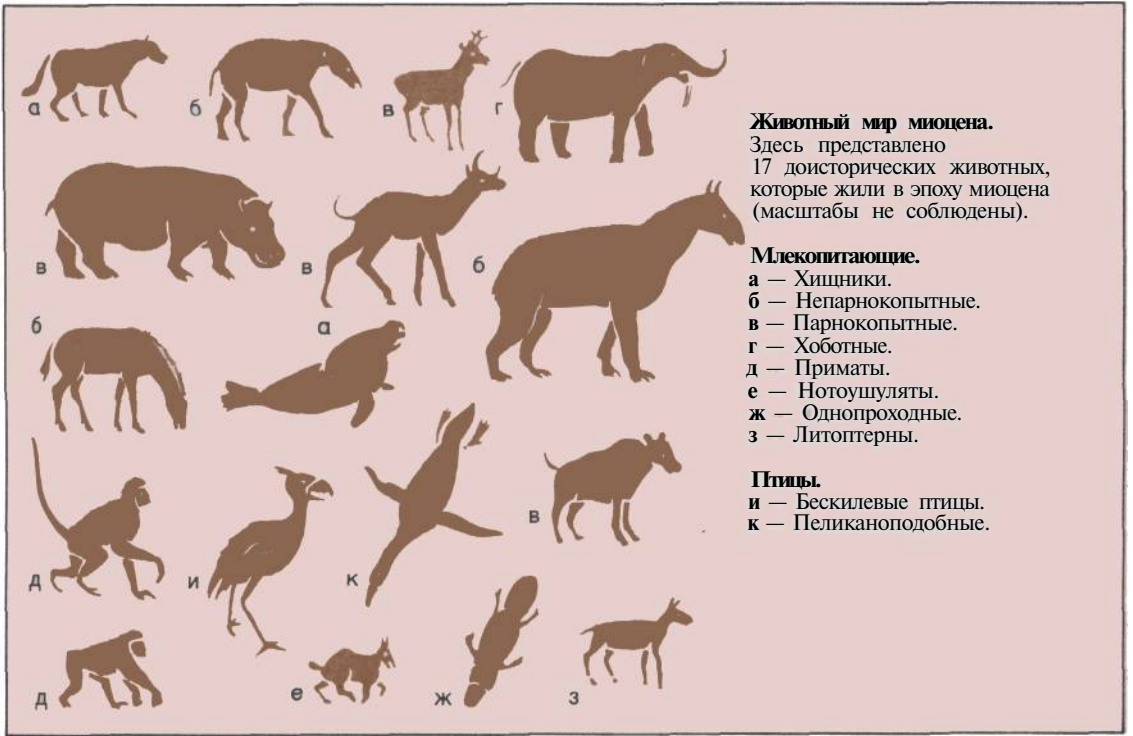 а
б
в
г
в
в
б
б
а
д
и
к
в
д
е
ж
з
Животный мир миоцена.
Здесь представлено
17 доисторических животных,
которые жили в эпоху миоцена
(масштабы не соблюдены).
Млекопитающие.
а — Хищники.
б — Непарнокопытные.
в — Парнокопытные.
г — Хоботные.
д — Приматы.
е — Нотоушуляты.
ж — Однопроходные.
з — Литоптерны.
Птицы.
и — Бескилевые птицы.
к — Пеликаноподобные.